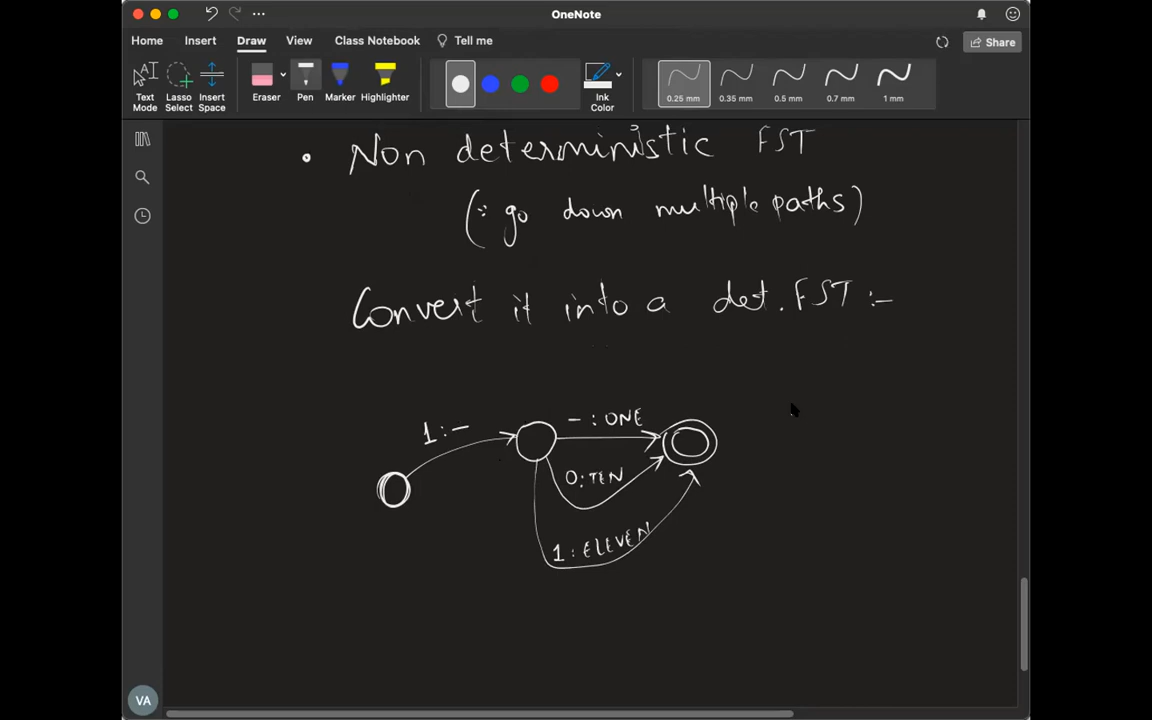 OneNote
Home Insert Draw View Class Notebook Tell me
Share
Text Mode
Lasso Select
Insert Space
Eraser
Pen
Marker
Highlighter
Ink Color
0.25 mm 0.35 mm 0.5 mm 0.7 mm 1 mm
• Non deterministic FST
(∵ go down multiple paths)
Convert it into a det. FST :-
1:-
- : ONE
0:TEN
1: ELEVEN
VA